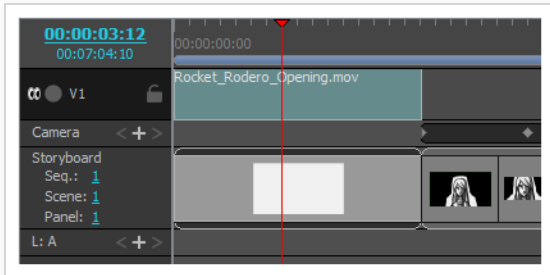 00:00:03:12
00:07:04:10
00:00:00:00
V1
Rocket_Rodero_Opening.mov
Camera < + >
Storyboard
Seq.: 1
Scene: 1
Panel: 1
L: A < + >